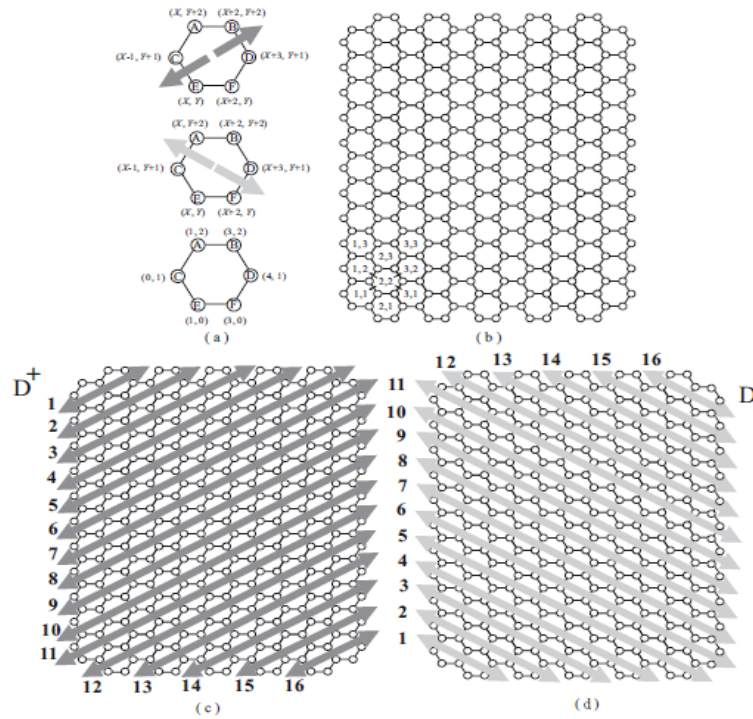 (X, Y+2) (X+2, Y+2)
A B
(X-1, Y+1) C D (X+3, Y+1)
E F
(X, Y) (X+2, Y)
(X, Y+2) (X+2, Y+2)
A B
(X-1, Y+1) C D (X+3, Y+1)
E F
(X, Y) (X+2, Y)
(1, 2) (3, 2)
A B
(0, 1) C D (4, 1)
E F
(1, 0) (3, 0)
( a )
1,3 3,3
2,3
1,2 3,2
2,2
1,1 3,1
2,1
( b )
D+
1
2
3
4
5
6
7
8
9
10
11
12 13 14 15 16
( c )
12 13 14 15 16
D
11
10
9
8
7
6
5
4
3
2
1
( d )